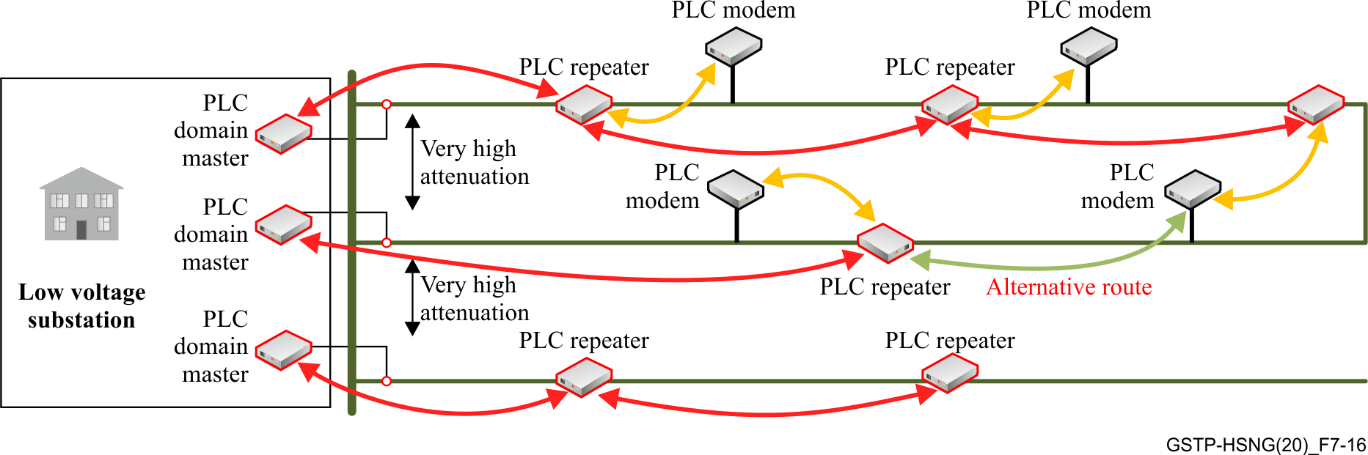 PLC modem
PLC modem
PLC repeater
PLC repeater
PLC
domain
master
Very high
attenuation
PLC
modem
PLC
modem
PLC
domain
master
PLC repeater
Alternative route
Very high
attenuation
Low voltage
substation
PLC
domain
master
PLC repeater
PLC repeater
GSTP-HSNG(20)_F7-16